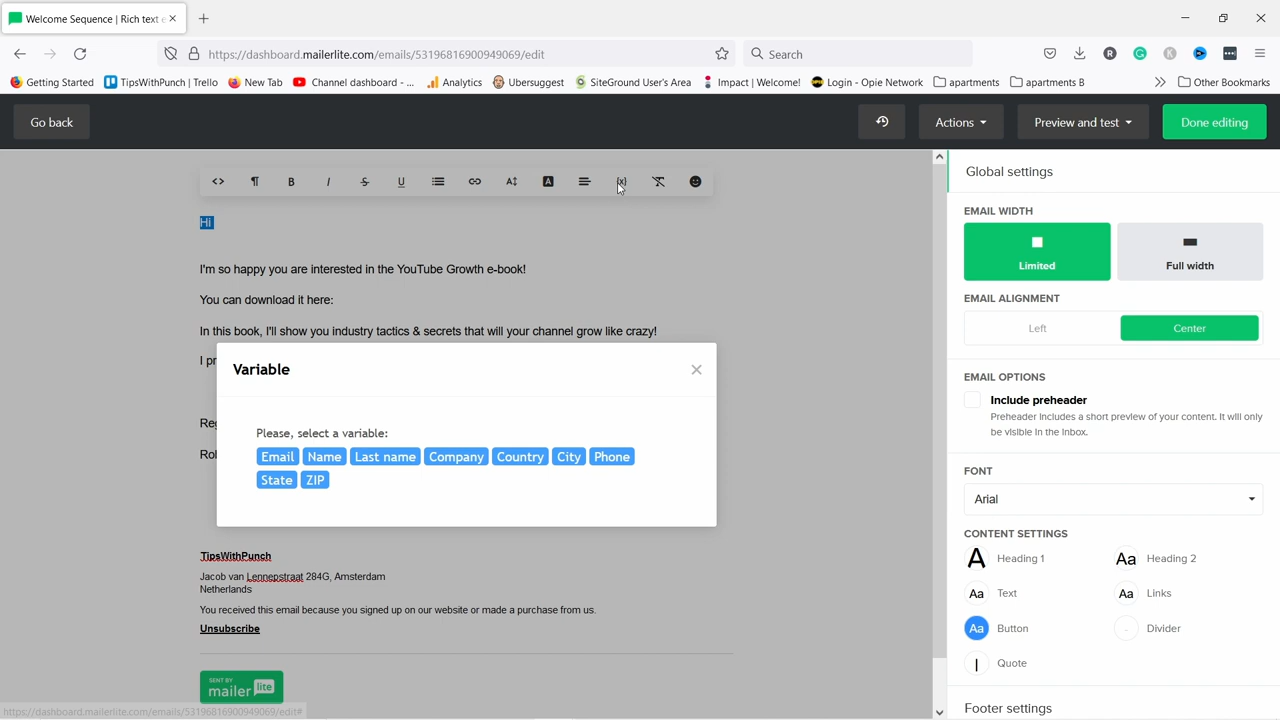 Welcome Sequence | Rich text e
https://dashboard.mailerlite.com/emails/53196816900949069/edit
Search
Getting Started
TipsWithPunch | Trello
New Tab
Channel dashboard - ...
Analytics
Ubersuggest
SiteGround User's Area
Impact | Welcome!
Login - Opie Network
apartments
apartments B
Other Bookmarks
Go back
Actions
Preview and test
Done editing
Hi
I'm so happy you are interested in the YouTube Growth e-book!
You can download it here:
In this book, I'll show you industry tactics & secrets that will your channel grow like crazy!
I pr
Reg
Rol
Variable
Please, select a variable:
Email Name Last name Company Country City Phone
State ZIP
TipsWithPunch
Jacob van Lennepstraat 284G, Amsterdam
Netherlands
You received this email because you signed up on our website or made a purchase from us.
Unsubscribe
SENT BY
mailer lite
https://dashboard.mailerlite.com/emails/53196816900949069/edit#
Global settings
EMAIL WIDTH
Limited
Full width
EMAIL ALIGNMENT
Left
Center
EMAIL OPTIONS
Include preheader
Preheader includes a short preview of your content. It will only
be visible in the inbox.
FONT
Arial
CONTENT SETTINGS
A Heading 1
Aa Heading 2
Aa Text
Aa Links
Aa Button
Divider
Quote
Footer settings